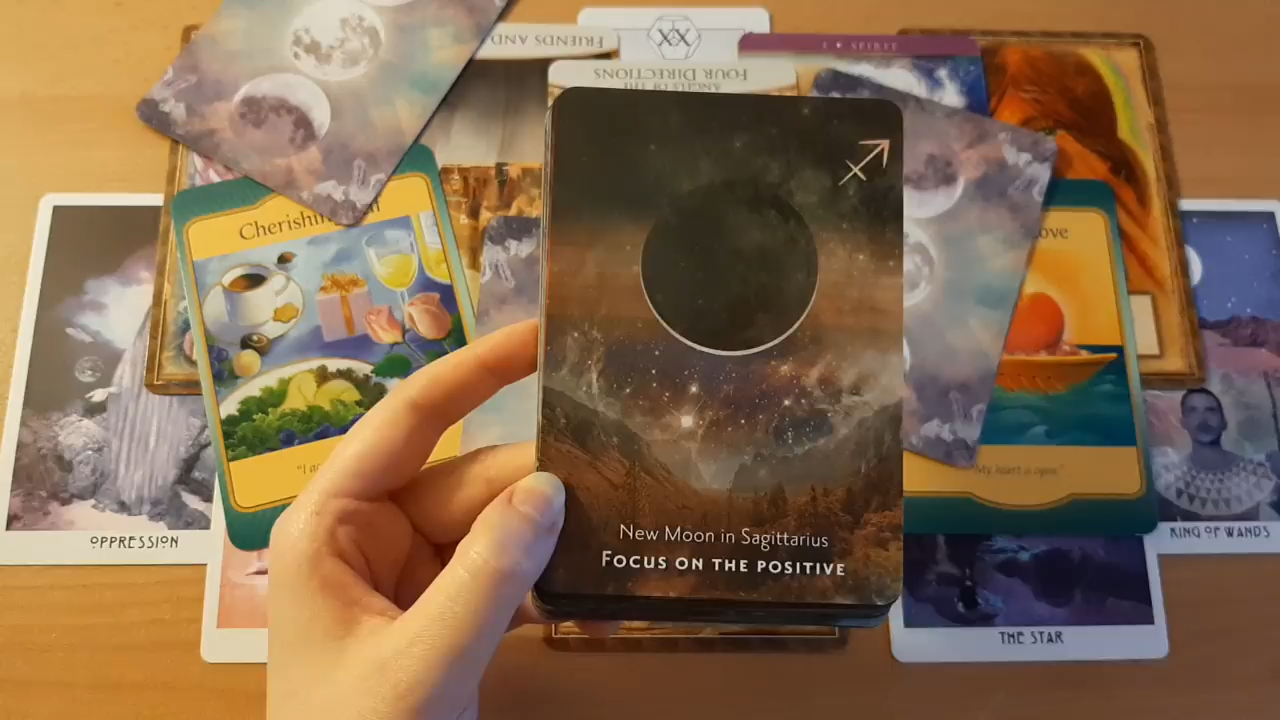 FRIENDS AND
XX
FOUR DIRECTIONS
ANGELS OF THE
SPIRIT
Cherishing
"I
Love
"My heart is open."
OPPRESSION
KING OF WANDS
THE STAR
New Moon in Sagittarius
FOCUS ON THE POSITIVE